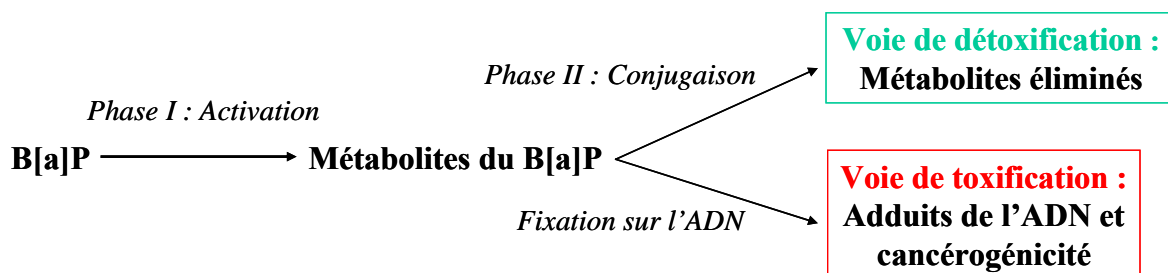 Phase I : Activation
B[a]P
Métabolites du B[a]P
Phase II : Conjugaison
Voie de détoxification :
Métabolites éliminés
Fixation sur l’ADN
Voie de toxification :
Adduits de l’ADN et
cancérogénicité